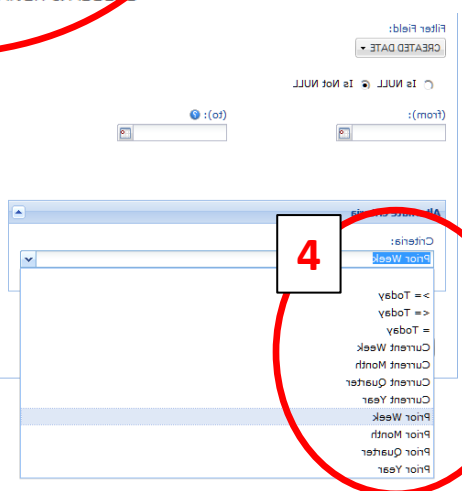 Filter Field:
CREATED DATE
Is NULL Is Not NULL
(from): (to): ?
Criteria
4
Criteria:
Prior Week
>= Today
<= Today
= Today
Current Week
Current Month
Current Quarter
Current Year
Prior Week
Prior Month
Prior Quarter
Prior Year